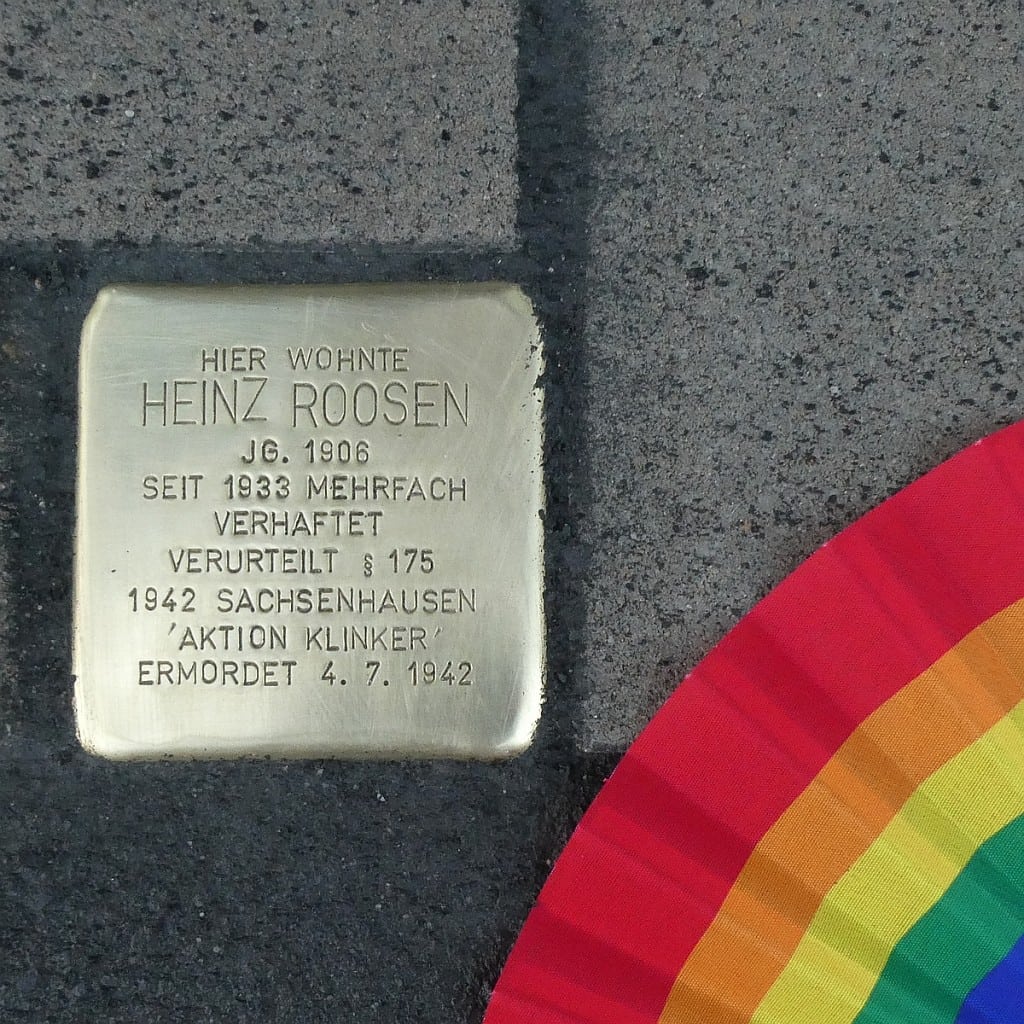 HIER WOHNTE
HEINZ ROOSEN
JG. 1906
SEIT 1933 MEHRFACH
VERHAFTET
VERURTEILT § 175
1942 SACHSENHAUSEN
'AKTION KLINKER'
ERMORDET 4. 7. 1942